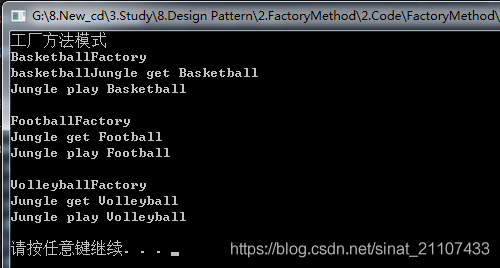 G:\8.New_cd\3.Study\8.Design Pattern\2.FactoryMethod\2.Code\FactoryMethod\
工厂方法模式
BasketballFactory
basketballJungle get Basketball
Jungle play Basketball
FootballFactory
Jungle get Football
Jungle play Football
VolleyballFactory
Jungle get Volleyball
Jungle play Volleyball
请按任意键继续. . .
https://blog.csdn.net/sinat_21107433